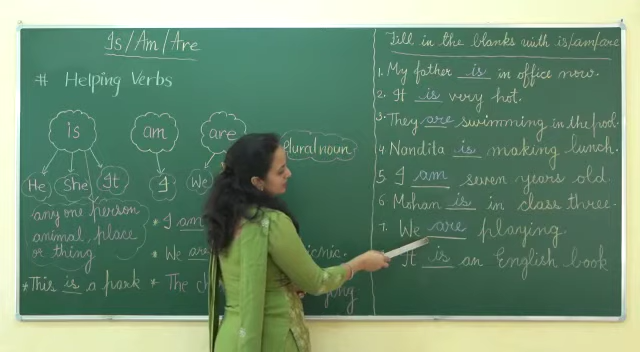 Is/Am/Are
# Helping Verbs
is am are
plural noun
He She It I We
any one person
animal, place
or thing
* I am
* We are picnic.
* This is a park * The
Fill in the blanks with is/am/are
1. My father is in office now.
2. It is very hot.
3. They are swimming in the pool.
4 Nandita is making lunch.
5 I am seven years old.
6 Mohan is in class three.
7. We are playing.
It is an English book